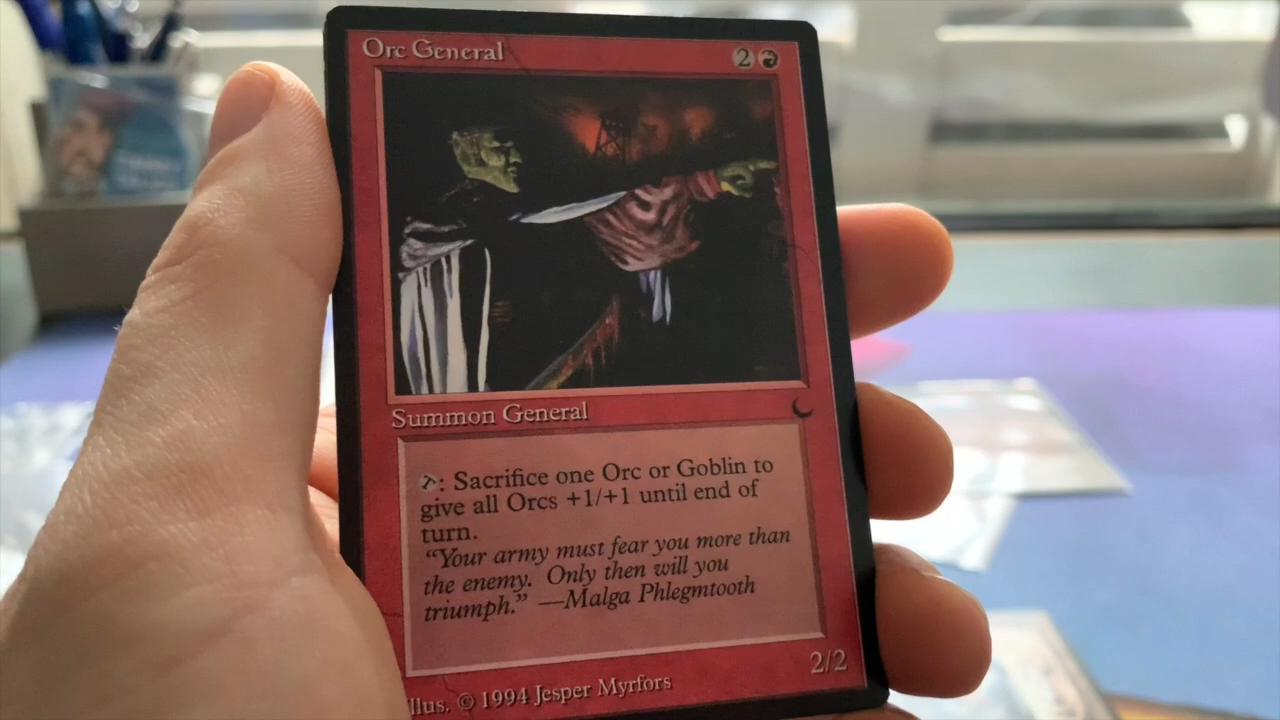 Orc General 2
Summon General
: Sacrifice one Orc or Goblin to
give all Orcs +1/+1 until end of
turn.
“Your army must fear you more than
the enemy. Only then will you
triumph.” —Malga Phlegmtooth
2/2
llus. © 1994 Jesper Myrfors